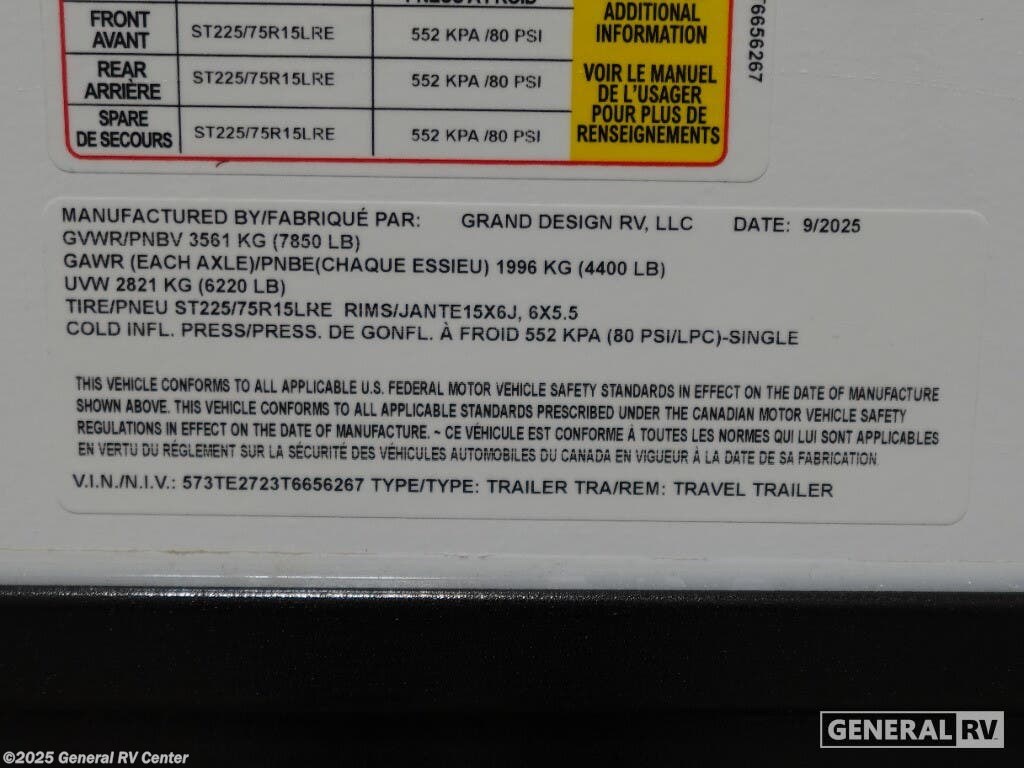 PRESS À FROID
FRONT
AVANT
ST225/75R15LRE
552 KPA /80 PSI
REAR
ARRIÈRE
ST225/75R15LRE
552 KPA /80 PSI
SPARE
DE SECOURS
ST225/75R15LRE
552 KPA /80 PSI
ADDITIONAL
INFORMATION
VOIR LE MANUEL
DE L'USAGER
POUR PLUS DE
RENSEIGNEMENTS
T6656267
MANUFACTURED BY/FABRIQUÉ PAR: GRAND DESIGN RV, LLC DATE: 9/2025
GVWR/PNBV 3561 KG (7850 LB)
GAWR (EACH AXLE)/PNBE(CHAQUE ESSIEU) 1996 KG (4400 LB)
UVW 2821 KG (6220 LB)
TIRE/PNEU ST225/75R15LRE RIMS/JANTE15X6J, 6X5.5
COLD INFL. PRESS/PRESS. DE GONFL. À FROID 552 KPA (80 PSI/LPC)-SINGLE
THIS VEHICLE CONFORMS TO ALL APPLICABLE U.S. FEDERAL MOTOR VEHICLE SAFETY STANDARDS IN EFFECT ON THE DATE OF MANUFACTURE
SHOWN ABOVE. THIS VEHICLE CONFORMS TO ALL APPLICABLE STANDARDS PRESCRIBED UNDER THE CANADIAN MOTOR VEHICLE SAFETY
REGULATIONS IN EFFECT ON THE DATE OF MANUFACTURE. ~ CE VÉHICULE EST CONFORME À TOUTES LES NORMES QUI LUI SONT APPLICABLES
EN VERTU DU RÉGLEMENT SUR LA SÉCURITÉ DES VÉHICULES AUTOMOBILES DU CANADA EN VIGUEUR À LA DATE DE SA FABRICATION.
V.I.N./N.I.V.: 573TE2723T6656267 TYPE/TYPE: TRAILER TRA/REM: TRAVEL TRAILER
GENERAL RV
©2025 General RV Center